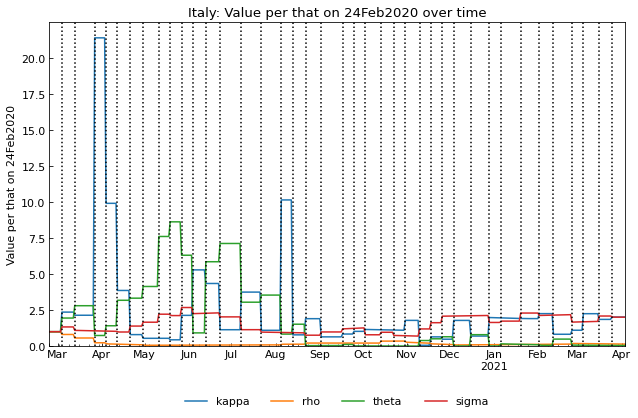 Italy: Value per that on 24Feb2020 over time
Value per that on 24Feb2020
20.0
17.5
15.0
12.5
10.0
7.5
5.0
2.5
0.0
Mar Apr May Jun Jul Aug Sep Oct Nov Dec Jan Feb Mar Apr
2021
kappa rho theta sigma